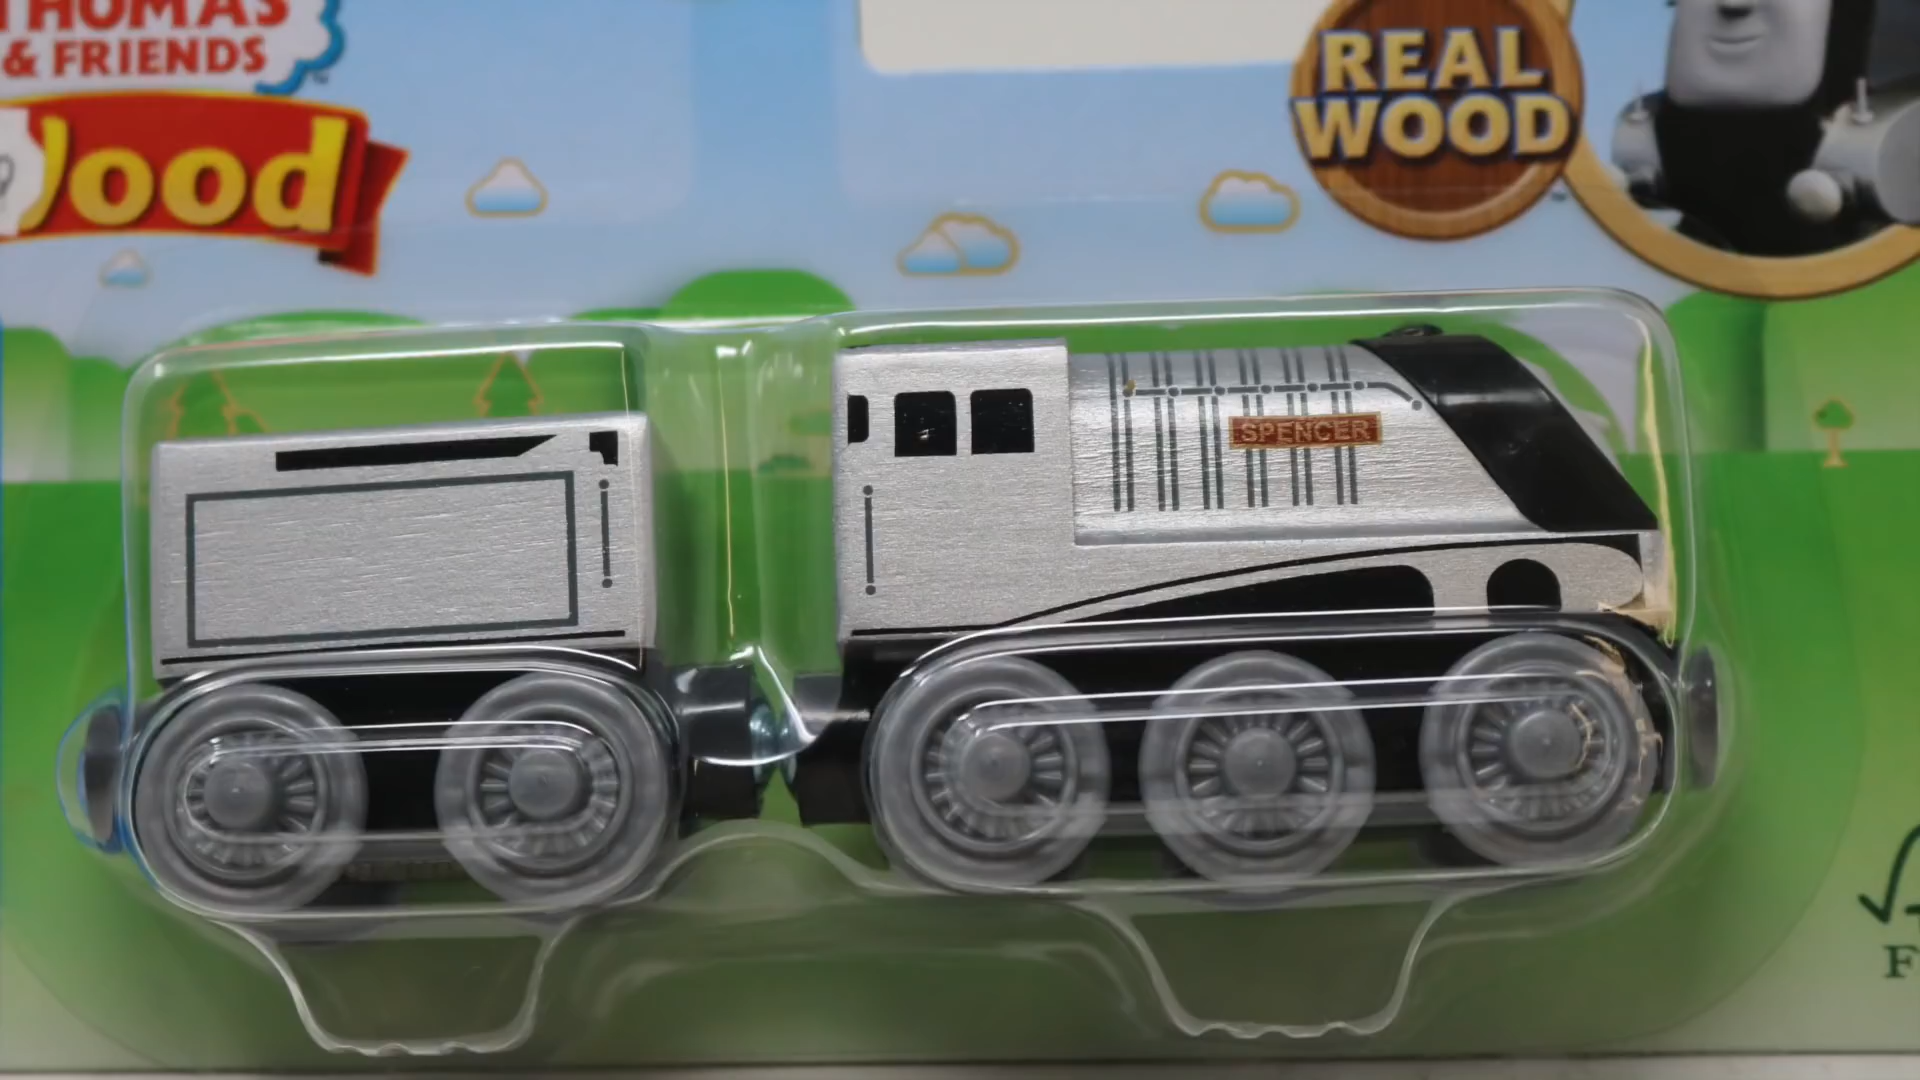 THOMAS
& FRIENDS
Wood
REAL
WOOD
SPENCER